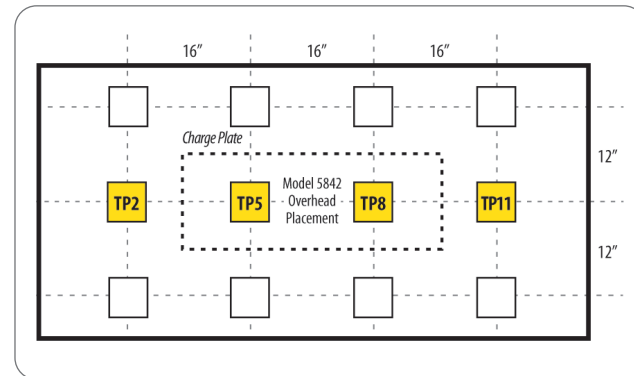 16” 16” 16”
Charge Plate
12”
Model 5842
Overhead
Placement
TP2 TP5 TP8 TP11
12”